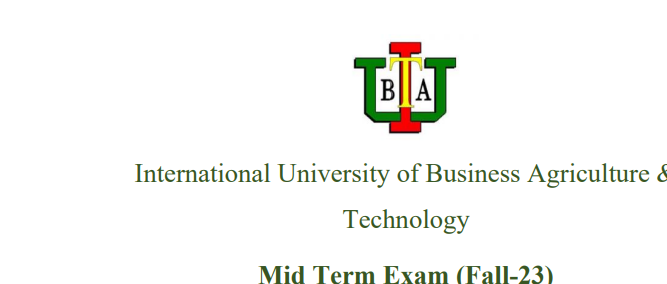 B T A
International University of Business Agriculture &
Technology
Mid Term Exam (Fall-23)